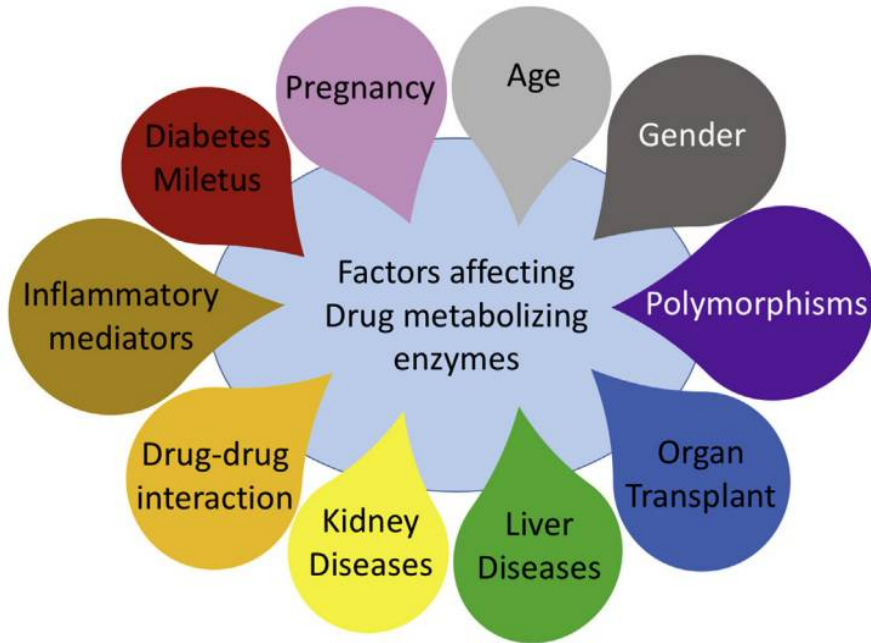 Pregnancy
Age
Gender
Diabetes
Miletus
Polymorphisms
Inflammatory
mediators
Factors affecting
Drug metabolizing
enzymes
Organ
Transplant
Drug-drug
interaction
Kidney
Diseases
Liver
Diseases